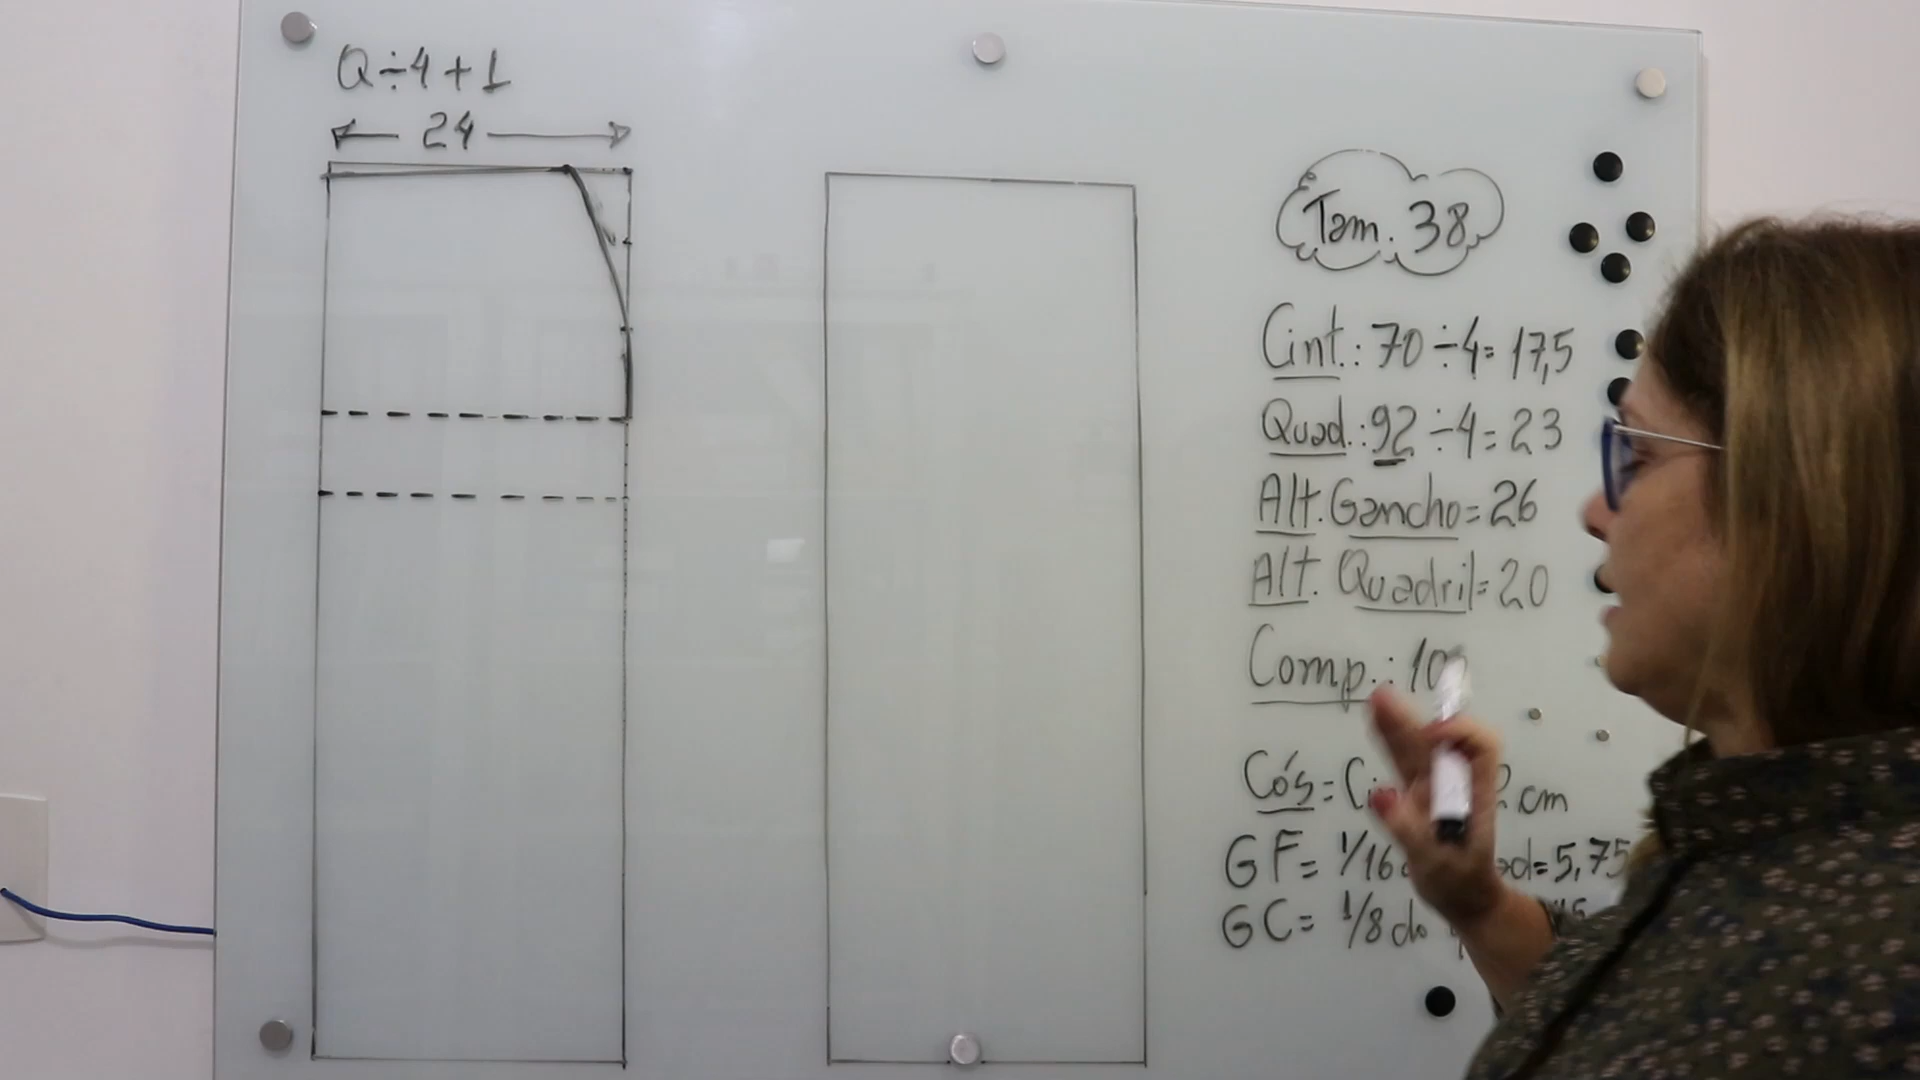 Q÷4+1
24
Tam. 38
Cint.: 70÷4= 17,5
Quad.: 92÷4= 23
Alt. Gancho= 26
Alt. Quadril= 20
Comp.:
Cós= cm
GF= 1/16 =5,75
GC= 1/8 do